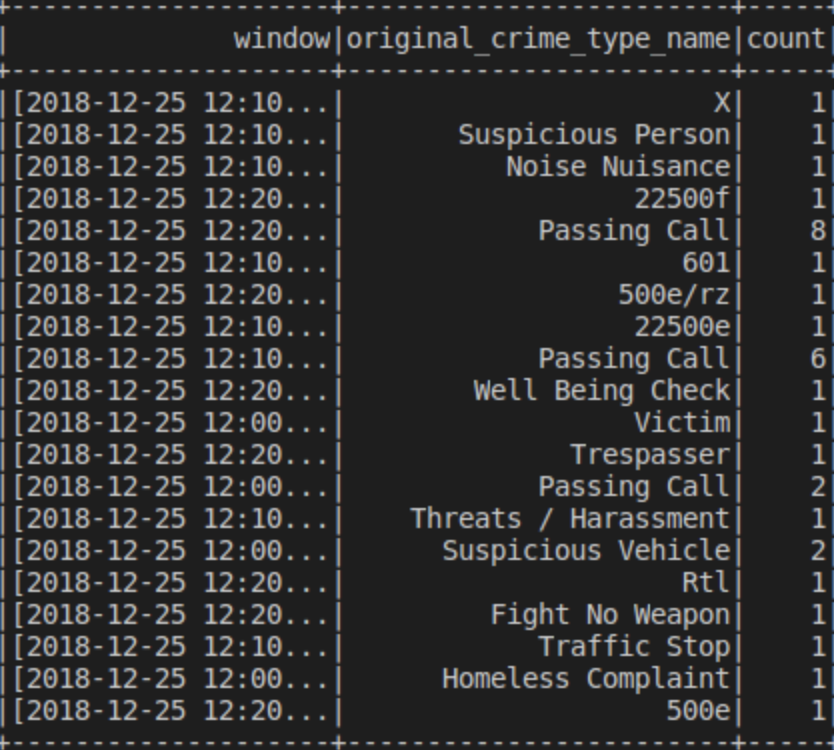 +--------------------+------------------------+-----
|              window|original_crime_type_name|count
+--------------------+------------------------+-----
|[2018-12-25 12:10...|                       X|    1
|[2018-12-25 12:10...|       Suspicious Person|    1
|[2018-12-25 12:10...|          Noise Nuisance|    1
|[2018-12-25 12:20...|                  22500f|    1
|[2018-12-25 12:20...|            Passing Call|    8
|[2018-12-25 12:10...|                     601|    1
|[2018-12-25 12:20...|                 500e/rz|    1
|[2018-12-25 12:10...|                  22500e|    1
|[2018-12-25 12:10...|            Passing Call|    6
|[2018-12-25 12:20...|        Well Being Check|    1
|[2018-12-25 12:00...|                  Victim|    1
|[2018-12-25 12:20...|              Trespasser|    1
|[2018-12-25 12:00...|            Passing Call|    2
|[2018-12-25 12:10...|    Threats / Harassment|    1
|[2018-12-25 12:00...|      Suspicious Vehicle|    2
|[2018-12-25 12:20...|                     Rtl|    1
|[2018-12-25 12:20...|         Fight No Weapon|    1
|[2018-12-25 12:10...|            Traffic Stop|    1
|[2018-12-25 12:00...|      Homeless Complaint|    1
|[2018-12-25 12:20...|                    500e|    1
+--------------------+------------------------+-----